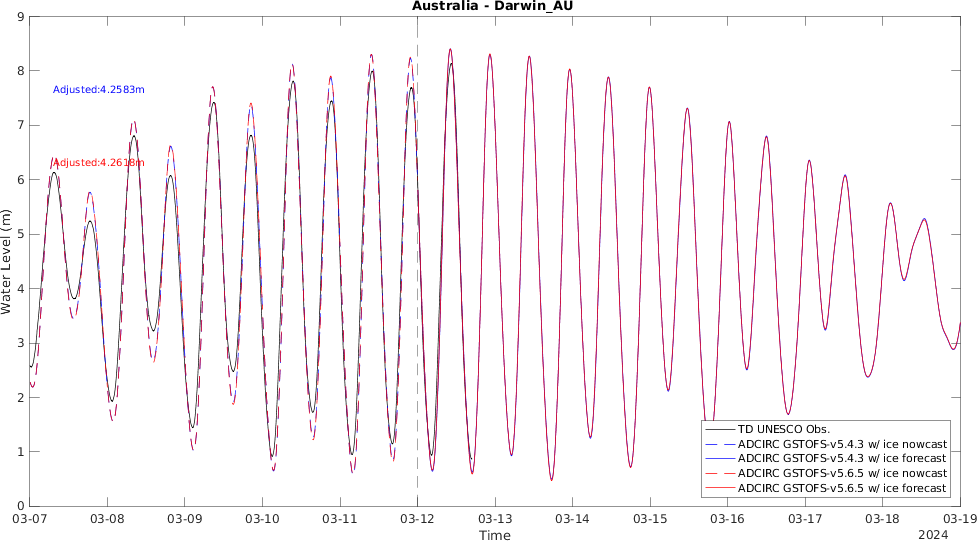 Australia - Darwin_AU
9
8
7
6
5
4
3
2
1
0
Water Level (m)
Adjusted:4.2583m
Adjusted:4.2618m
TD UNESCO Obs.
ADCIRC GSTOFS-v5.4.3 w/ ice nowcast
ADCIRC GSTOFS-v5.4.3 w/ ice forecast
ADCIRC GSTOFS-v5.6.5 w/ ice nowcast
ADCIRC GSTOFS-v5.6.5 w/ ice forecast
03-07 03-08 03-09 03-10 03-11 03-12 03-13 03-14 03-15 03-16 03-17 03-18 03-19
Time
2024